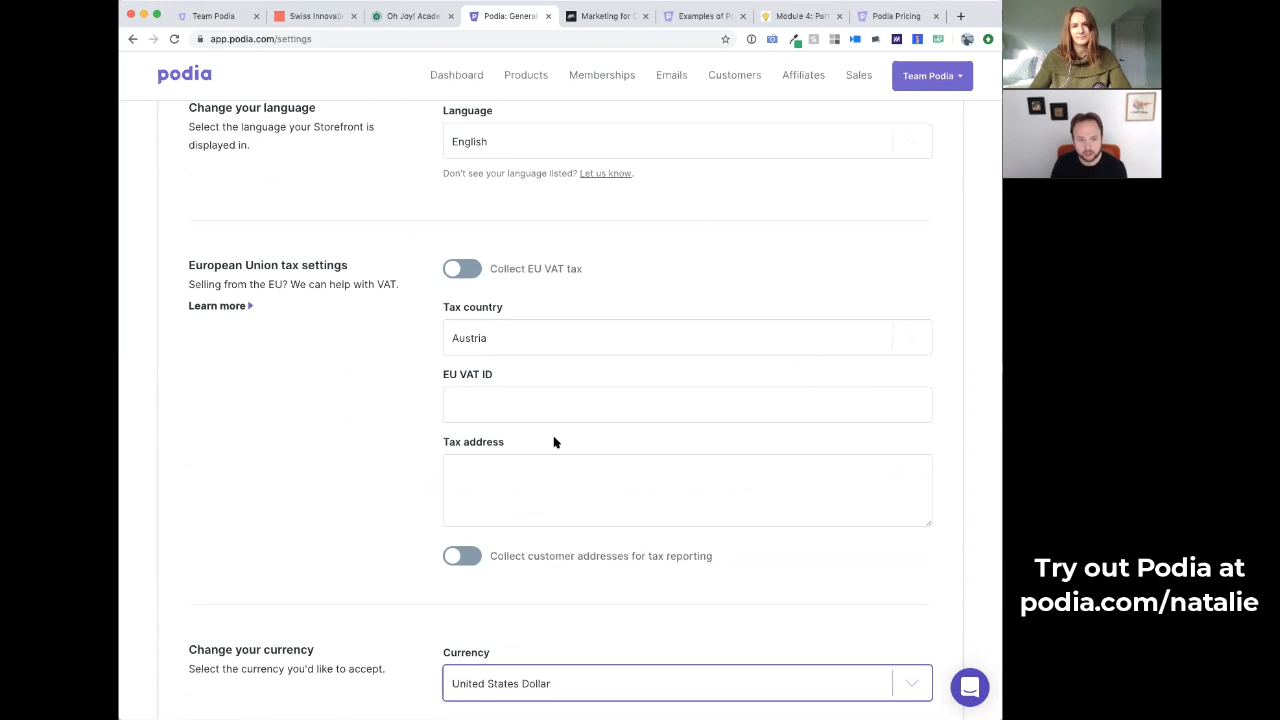 Team Podia
Swiss Innova
Oh Joy! Acade
Podia: General
Marketing for
Examples of P
Module 4: Par
Podia Pricing
app.podia.com/settings
podia
Dashboard
Products
Memberships
Emails
Customers
Affiliates
Sales
Team Podia
Change your language
Select the language your Storefront is
displayed in.
Language
English
Don't see your language listed? Let us know.
European Union tax settings
Selling from the EU? We can help with VAT.
Learn more
Collect EU VAT tax
Tax country
Austria
EU VAT ID
Tax address
Collect customer addresses for tax reporting
Change your currency
Select the currency you'd like to accept.
Currency
United States Dollar
Try out Podia at
podia.com/natalie